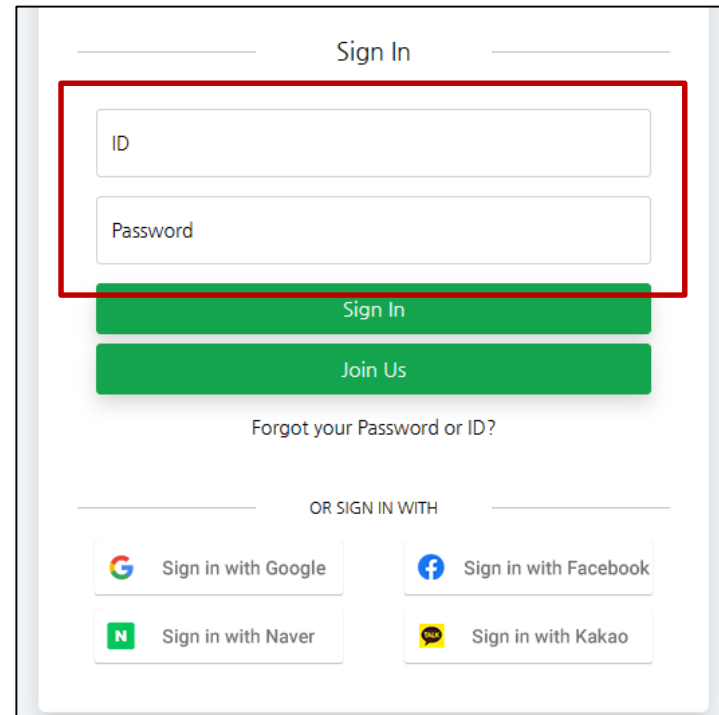 Sign In
ID
Password
Sign In
Join Us
Forgot your Password or ID?
OR SIGN IN WITH
G Sign in with Google
f Sign in with Facebook
N Sign in with Naver
TALK Sign in with Kakao